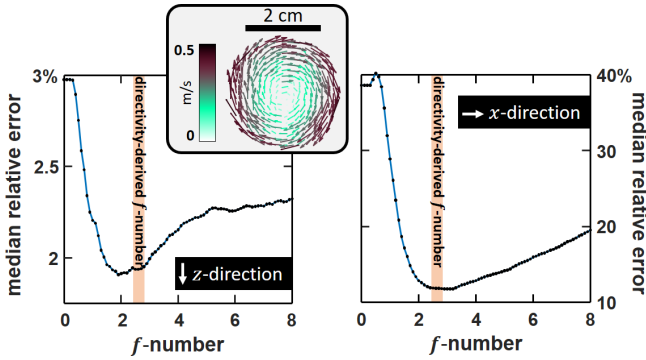 2 cm
0.5
m/s
0
3%
2.5
2
median relative error
directivity-derived
f-number
↓ z-direction
0 2 4 6 8
f-number
40%
30
20
10
median relative error
directivity-derived
f-number
→ x-direction
0 2 4 6 8
f-number